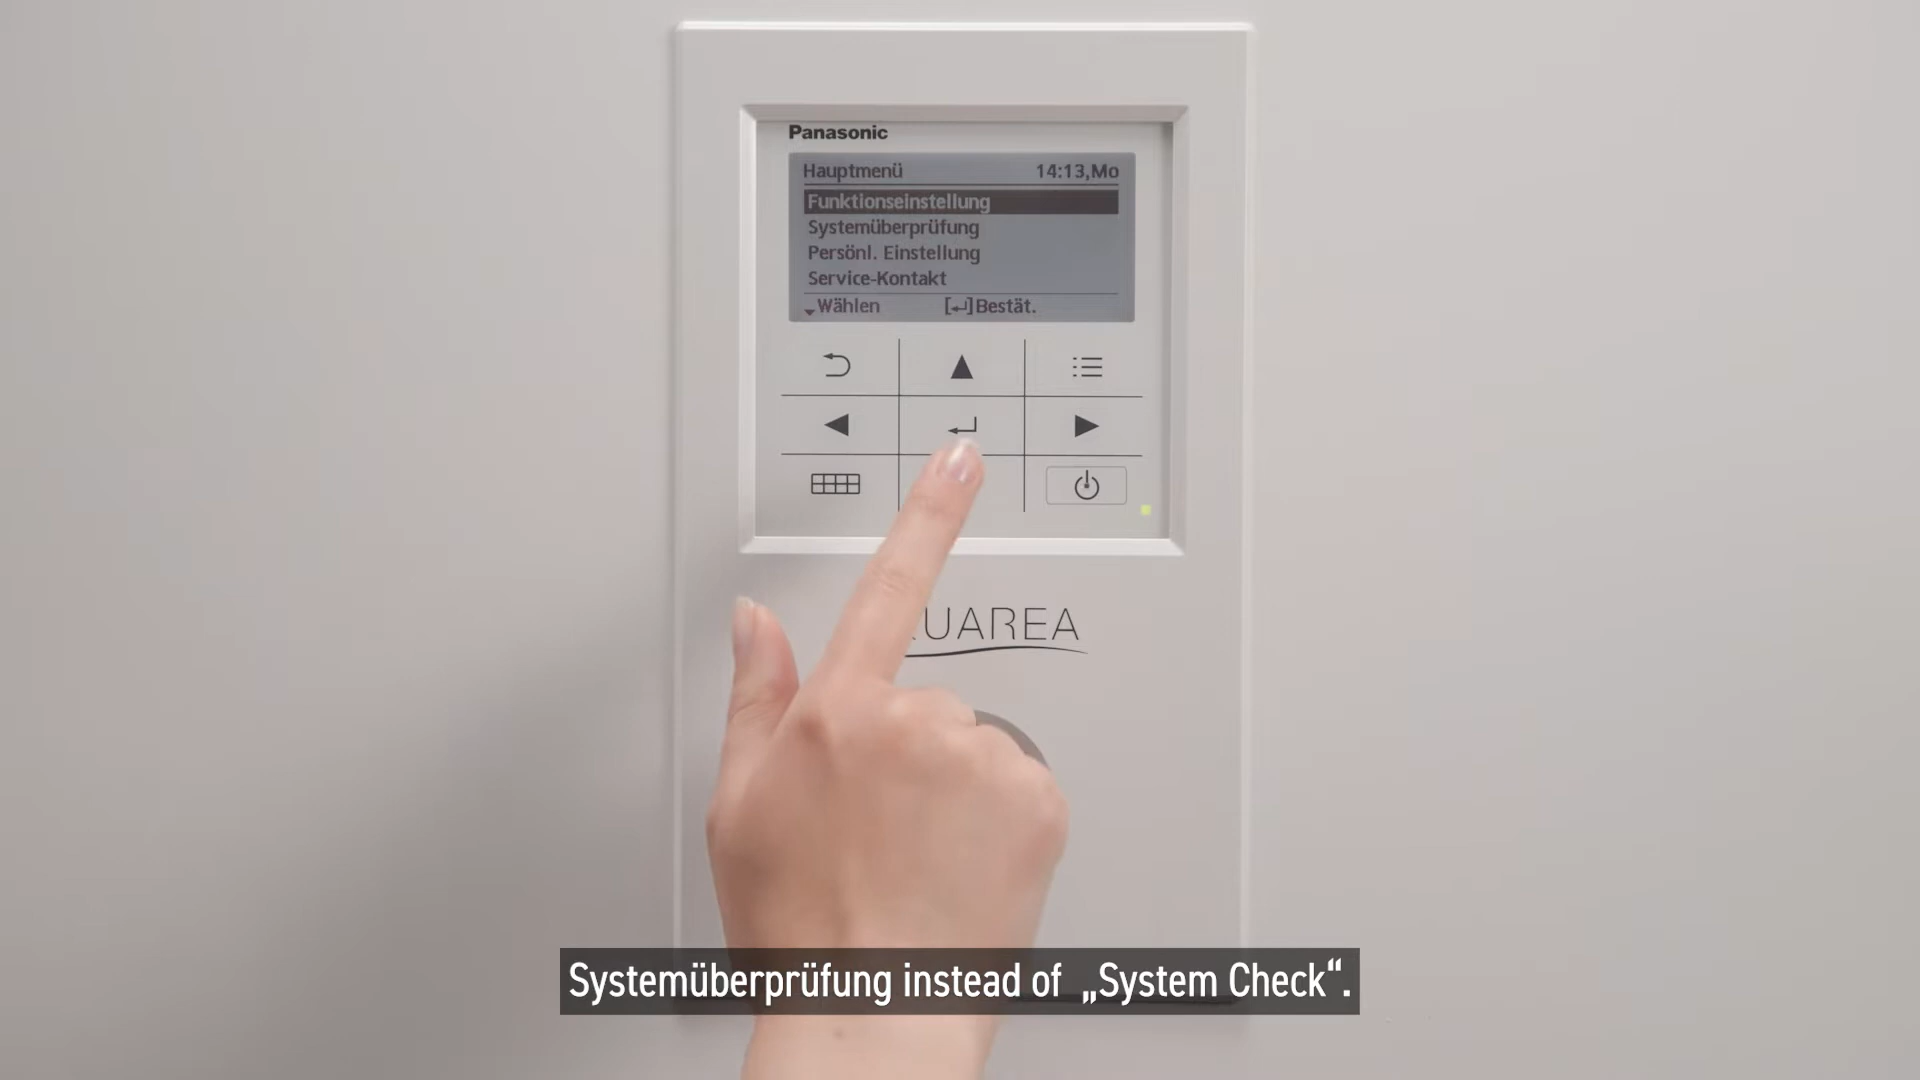 Panasonic
Hauptmenü 14:13,Mo
Funktionseinstellung
Systemüberprüfung
Persönl. Einstellung
Service-Kontakt
Wählen [↵]Bestät.
UAREA
Systemüberprüfung instead of „System Check“.